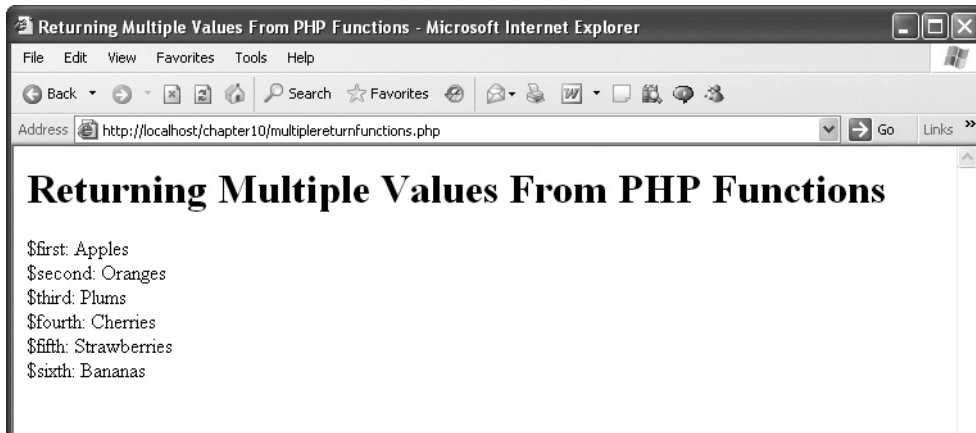 Returning Multiple Values From PHP Functions - Microsoft Internet Explorer
File Edit View Favorites Tools Help
Back Search Favorites
Address http://localhost/chapter10/multiplereturnfunctions.php Go Links »
Returning Multiple Values From PHP Functions
$first: Apples
$second: Oranges
$third: Plums
$fourth: Cherries
$fifth: Strawberries
$sixth: Bananas